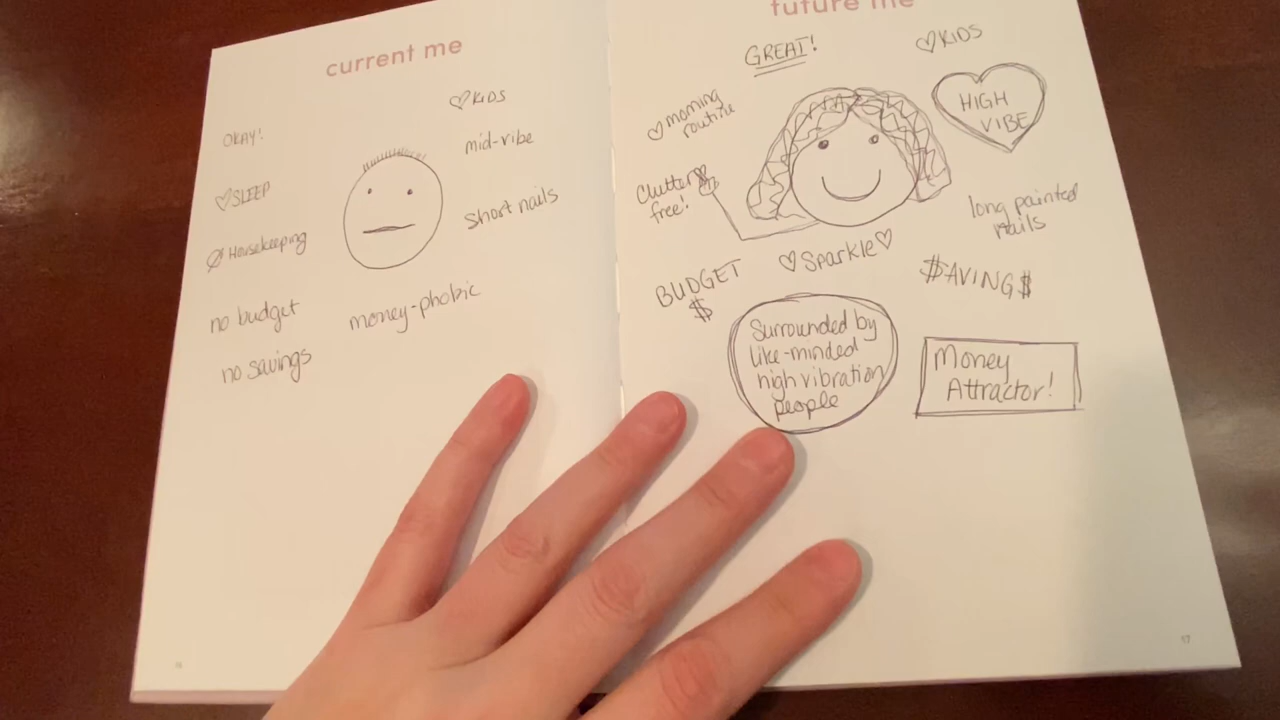 current me
♡KIDS
OKAY!
mid-vibe
♡SLEEP
short nails
Ø Housekeeping
no budget
money-phobic
no savings
16
future me
GREAT!
♡KIDS
♡ morning
routine
HIGH
VIBE
Clutter
free!
long painted
nails
♡ Sparkle ♡
BUDGET
$
$AVING$
Surrounded by
like-minded
high vibration
people
Money
Attractor!
17